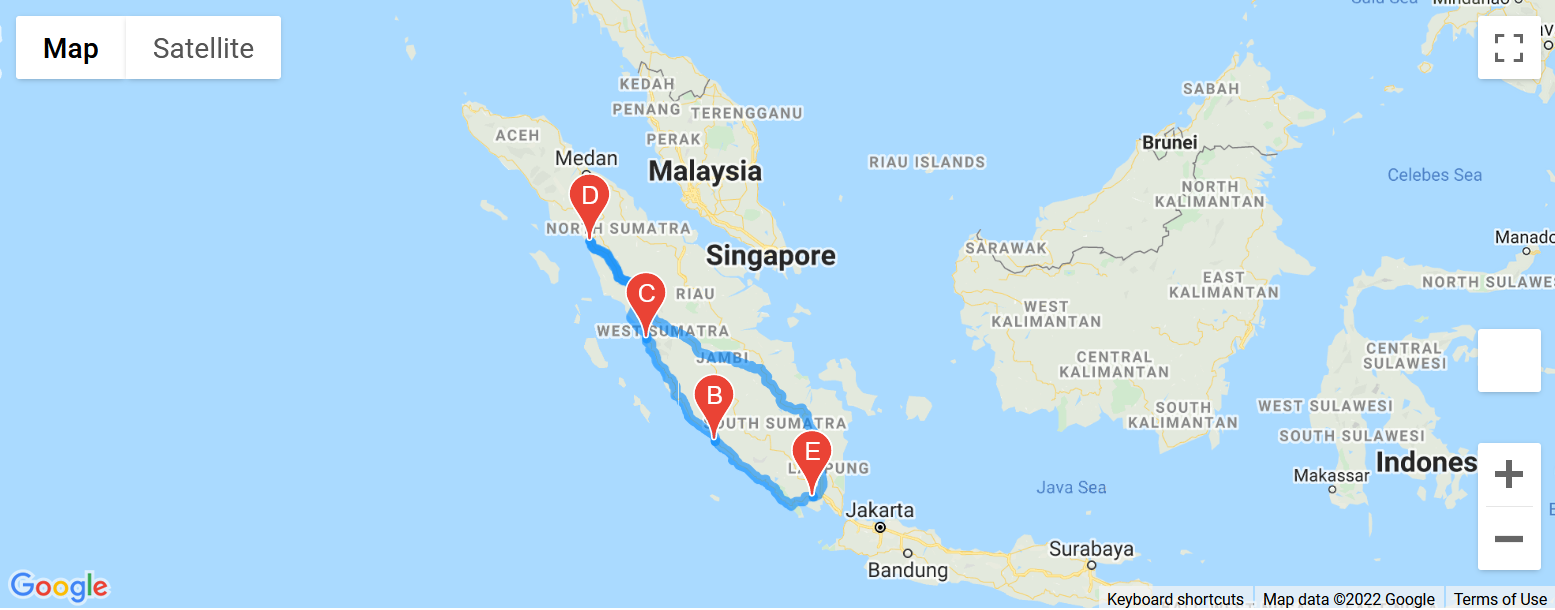 Sulu Sea
Mindanao
Map
Satellite
KEDAH
PENANG
TERENGGANU
SABAH
ACEH
PERAK
Brunei
Medan
RIAU ISLANDS
Malaysia
Celebes Sea
D
NORTH
KALIMANTAN
NORTH SUMATRA
Manado
SARAWAK
Singapore
EAST
KALIMANTAN
NORTH SULAWES
C
RIAU
WEST
KALIMANTAN
WEST SUMATRA
JAMBI
CENTRAL
KALIMANTAN
CENTRAL
SULAWESI
B
SOUTH
KALIMANTAN
WEST SULAWESI
OUTH SUMATRA
SOUTH SULAWESI
E
LAMPUNG
Indones
Makassar
Java Sea
Jakarta
Surabaya
Bandung
Google
Keyboard shortcuts
Map data ©2022 Google
Terms of Use